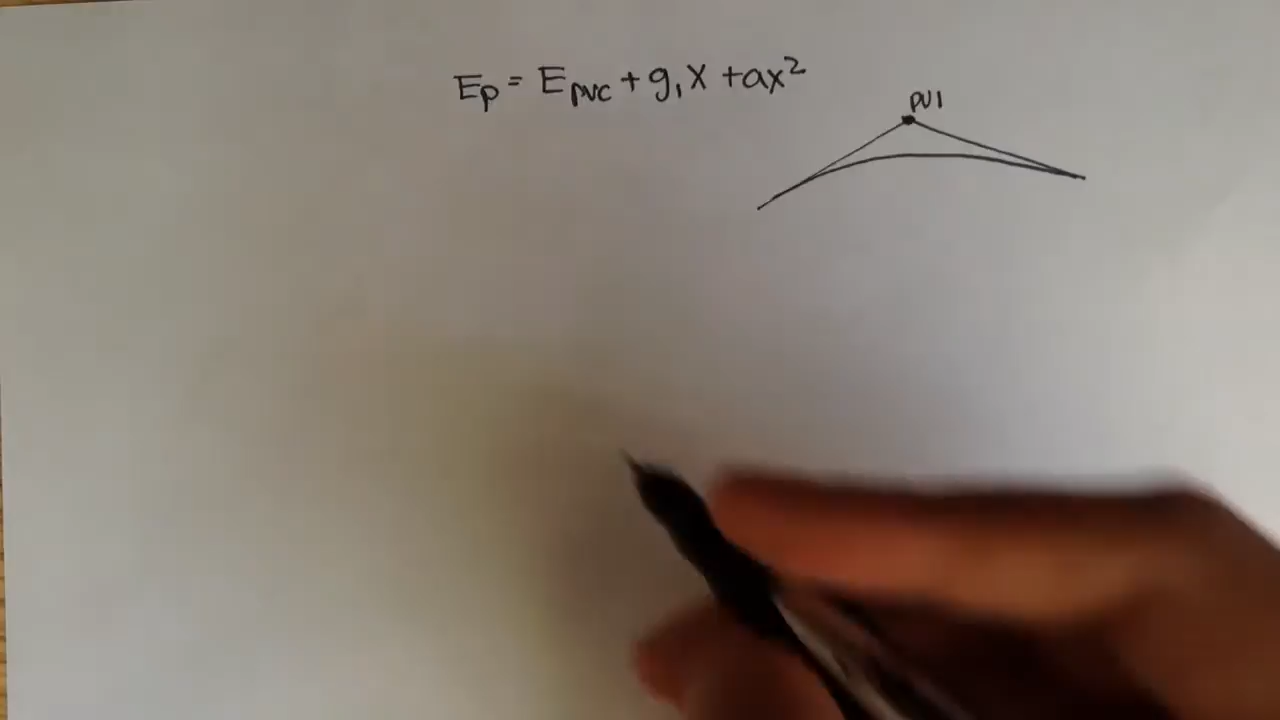 Ep = Epvc + g₁x + ax²
PVI